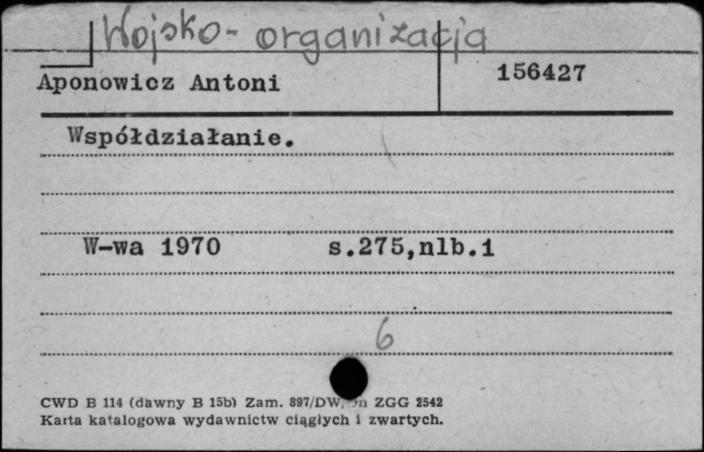 Wojsko - organizacja
Aponowicz Antoni 156427
Współdziałanie.
W-wa 1970 s.275,nlb.1
6
CWD B 114 (dawny B 15b) Zam. 897/DW, ZGG 2542
Karta katalogowa wydawnictw ciągłych i zwartych.